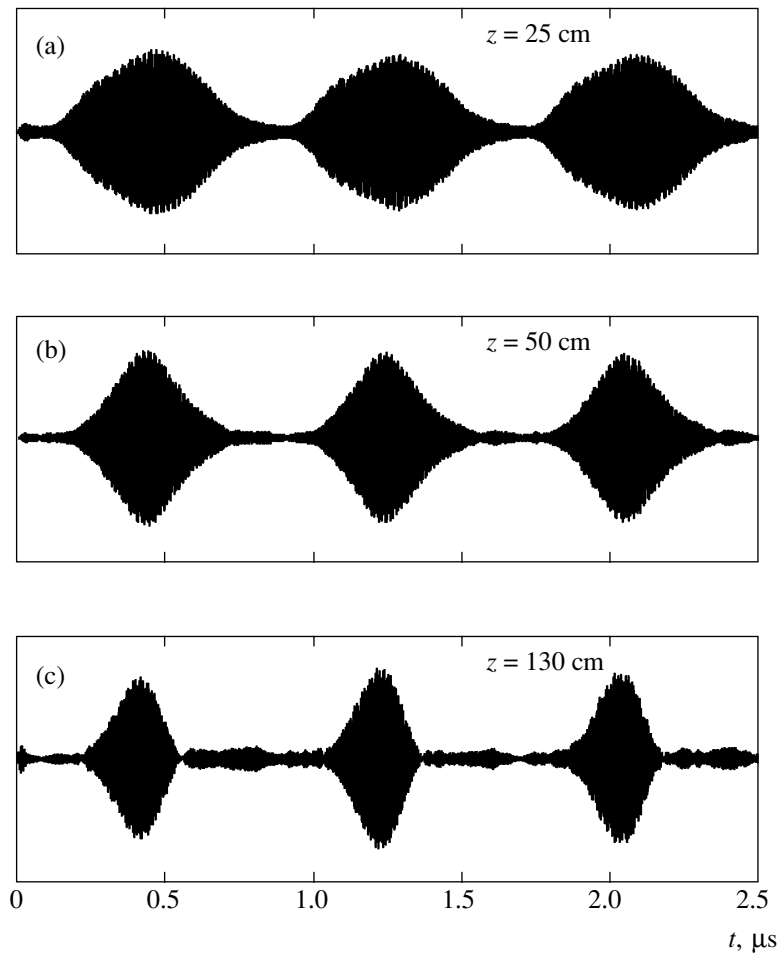 (a) z = 25 cm
(b) z = 50 cm
(c) z = 130 cm
0 0.5 1.0 1.5 2.0 2.5
t, μs